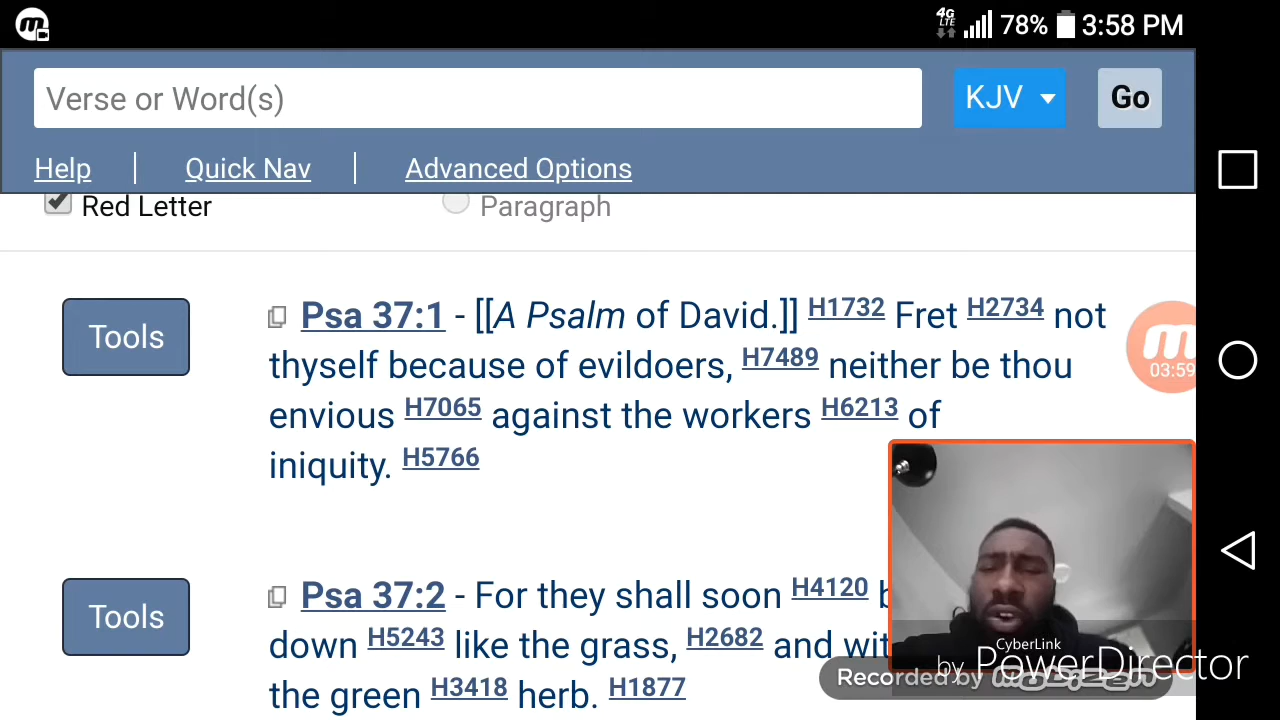 4G LTE 78% 3:58 PM
Verse or Word(s) KJV Go
Help Quick Nav Advanced Options
Red Letter Paragraph
Tools
Psa 37:1 - [[A Psalm of David.]] H1732 Fret H2734 not
thyself because of evildoers, H7489 neither be thou
envious H7065 against the workers H6213 of
iniquity. H5766
03:59
Tools
Psa 37:2 - For they shall soon H4120 b
down H5243 like the grass, H2682 and wit
the green H3418 herb. H1877
CyberLink
by PowerDirector
Recorded by